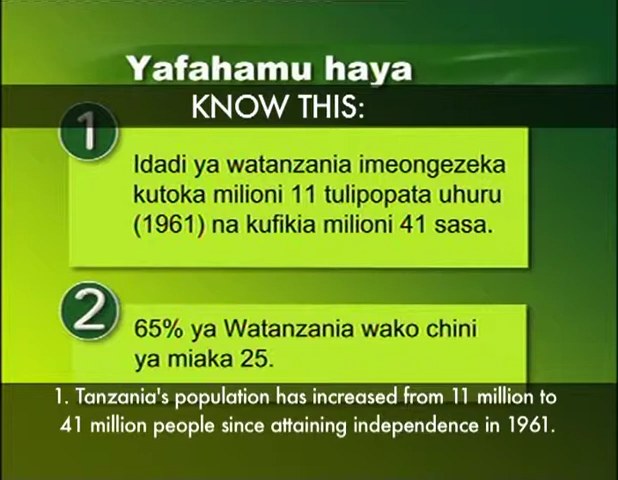 Yafahamu haya
KNOW THIS:
1
Idadi ya watanzania imeongezeka
kutoka milioni 11 tulipopata uhuru
(1961) na kufikia milioni 41 sasa.
2
65% ya Watanzania wako chini
ya miaka 25.
1. Tanzania's population has increased from 11 million to
41 million people since attaining independence in 1961.